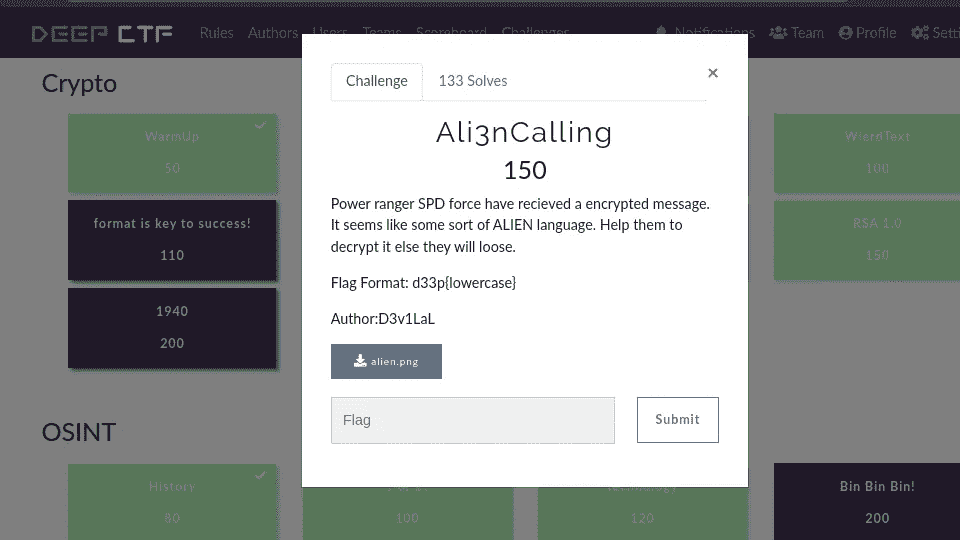 DEEP CTF Rules Authors Users Teams Scoreboard Challenges Notifications Team Profile
Crypto
WarmUp
50
format is key to success!
110
1940
200
OSINT
History
80
Challenge 133 Solves ×
Ali3nCalling
150
Power ranger SPD force have recieved a encrypted message.
It seems like some sort of ALIEN language. Help them to
decrypt it else they will loose.
Flag Format: d33p{lowercase}
Author:D3v1LaL
alien.png
Flag Submit
100
120
WierdText
100
RSA 1.0
150
Bin Bin Bin!
200